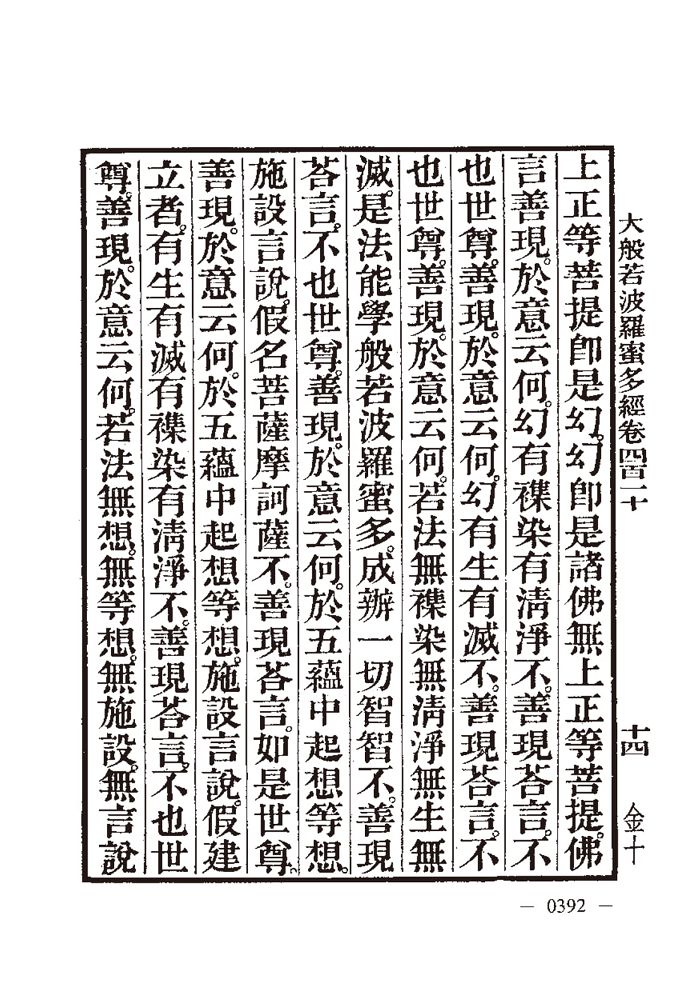 大般若波羅蜜多經卷四百二十　十四　金十
上正等菩提卽是幻。幻卽是諸佛無上正等菩提。佛
言善現。於意云何。幻有襍染有清淨不。善現荅言。不
也世尊。善現。於意云何。幻有生有滅不。善現荅言。不
也世尊。善現。於意云何。若法無襍染無清淨無生無
滅。是法能學般若波羅蜜多。成辦一切智智不。善現
荅言。不也世尊。善現。於意云何。於五蘊中起想等想。
施設言說。假名菩薩摩訶薩不。善現荅言。如是世尊。
善現。於意云何。於五蘊中起想等想。施設言說。假建
立者。有生有滅有襍染有清淨不。善現荅言。不也世
尊。善現。於意云何。若法無想。無等想。無施設。無言說
— 0392 —